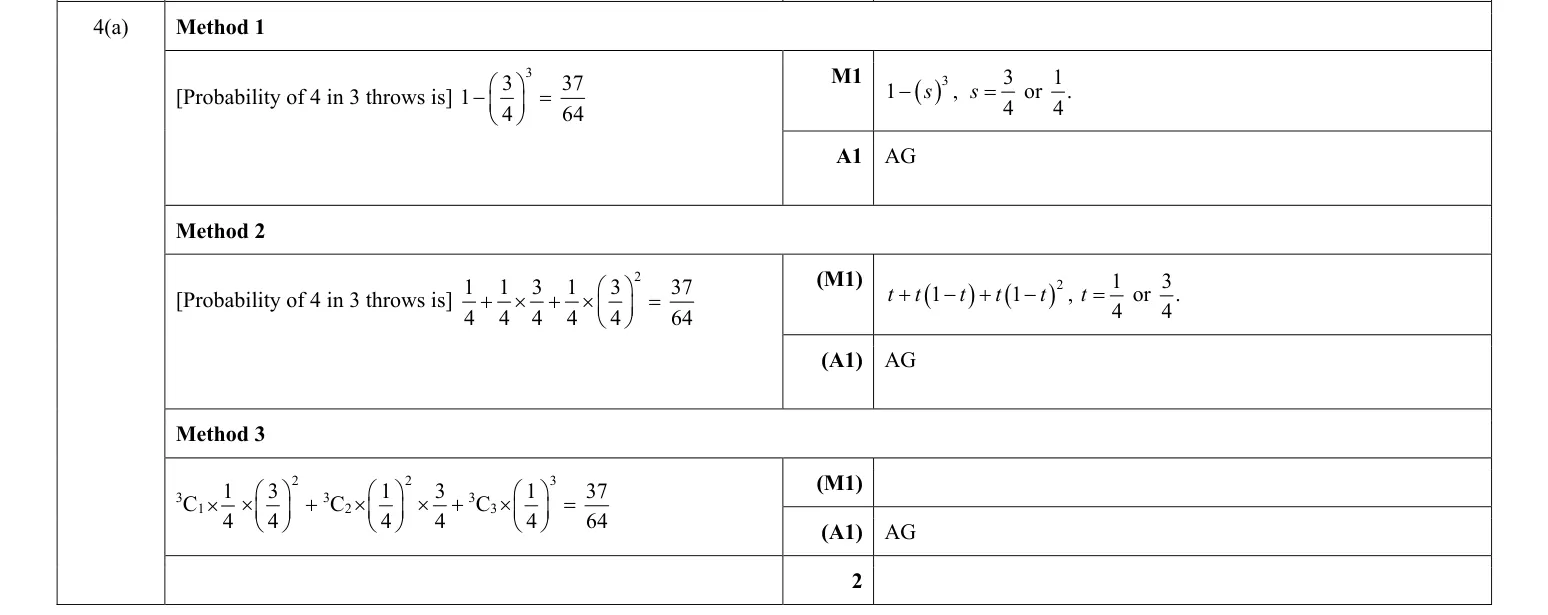 4(a) Method 1
[Probability of 4 in 3 throws is] 1 − (3/4)³ = 37/64 M1 1 − (s)³, s = 3/4 or 1/4.
A1 AG
Method 2
[Probability of 4 in 3 throws is] 1/4 + 1/4 × 3/4 + 1/4 × (3/4)² = 37/64 (M1) t + t(1 − t) + t(1 − t)², t = 1/4 or 3/4.
(A1) AG
Method 3
³C₁ × 1/4 × (3/4)² + ³C₂ × (1/4)² × 3/4 + ³C₃ × (1/4)³ = 37/64 (M1)
(A1) AG
2